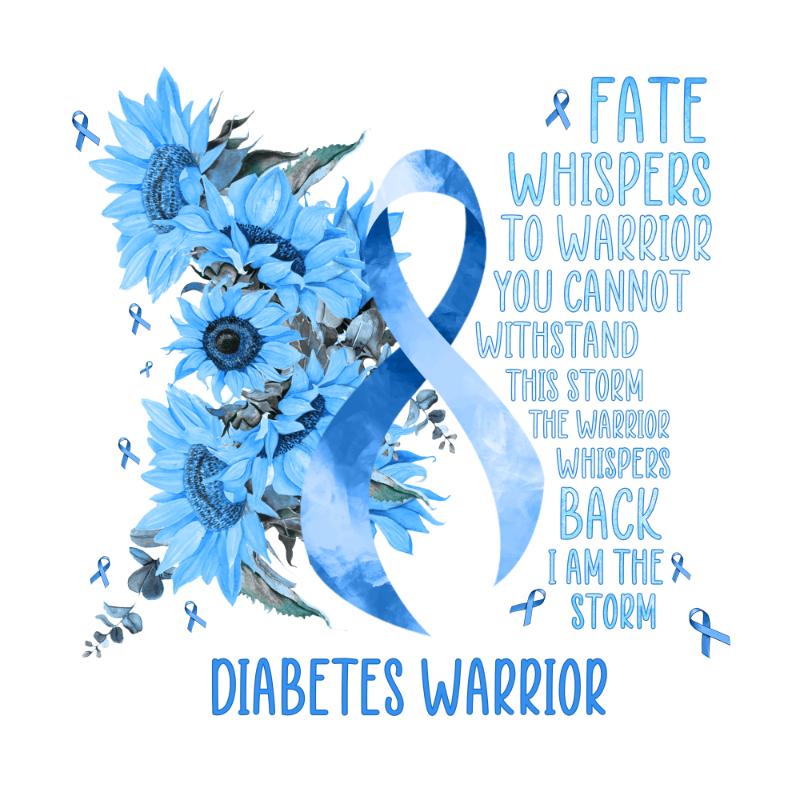 FATE
WHISPERS
TO WARRIOR
YOU CANNOT
WITHSTAND
THIS STORM
THE WARRIOR
WHISPERS
BACK
I AM THE
STORM
DIABETES WARRIOR